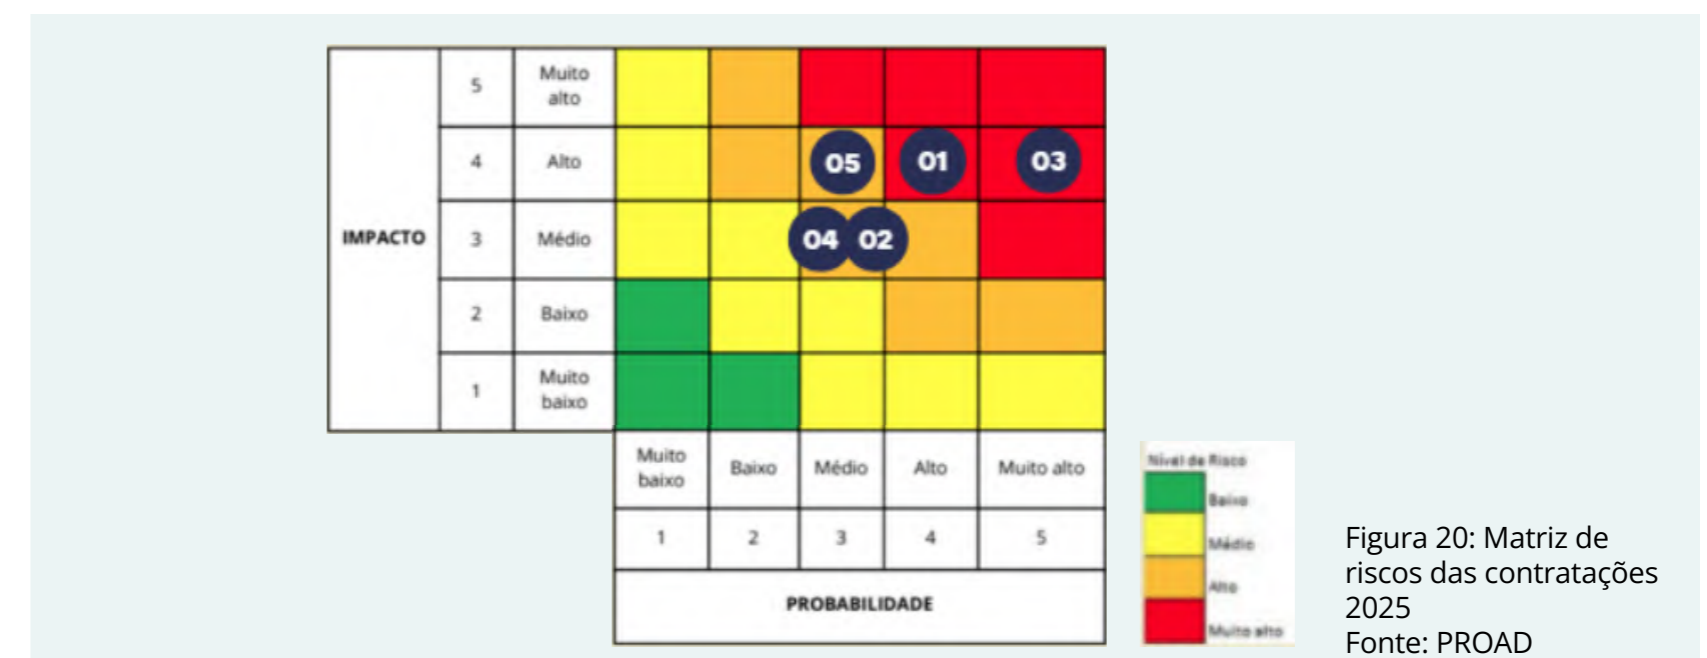 5
Muito
alto
4
Alto
05
01
03
IMPACTO
3
Médio
04
02
2
Baixo
1
Muito
baixo
Muito
baixo
Baixo
Médio
Alto
Muito alto
1
2
3
4
5
PROBABILIDADE
Nível de Risco
Baixo
Médio
Alto
Muito alto
Figura 20: Matriz de
riscos das contratações
2025
Fonte: PROAD